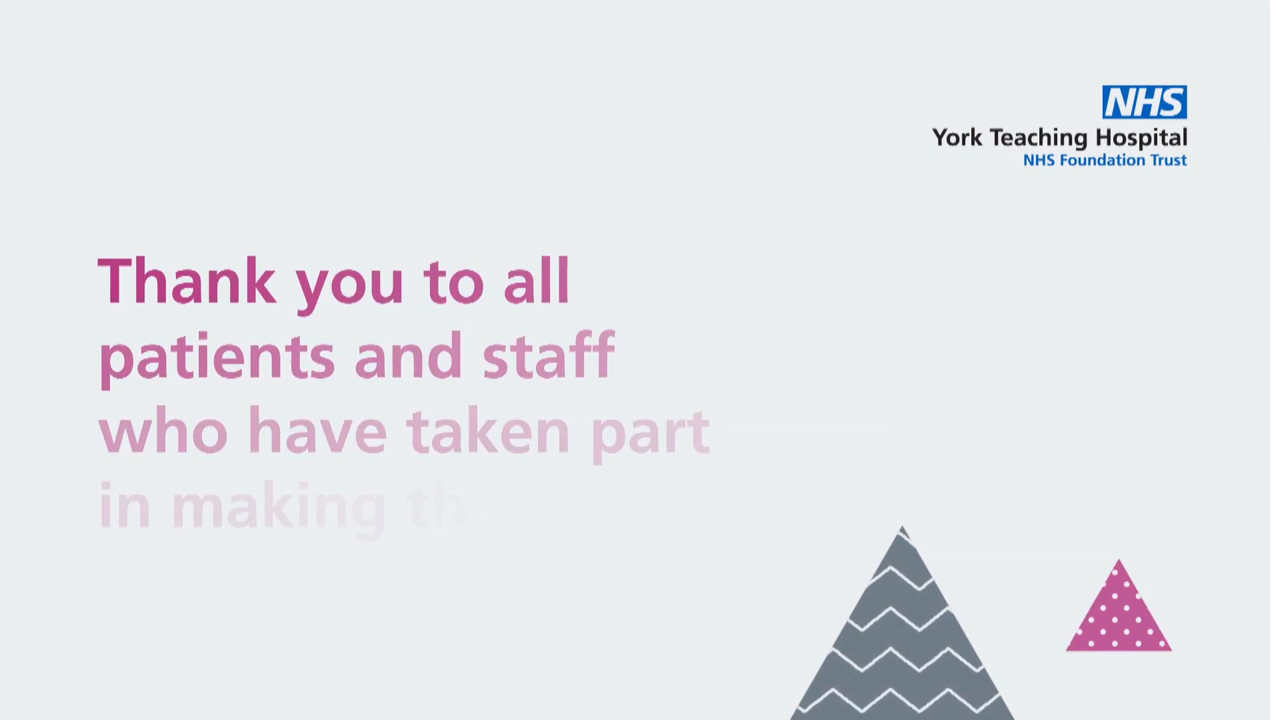 NHS
York Teaching Hospital
NHS Foundation Trust
Thank you to all
patients and staff
who have taken part
in making